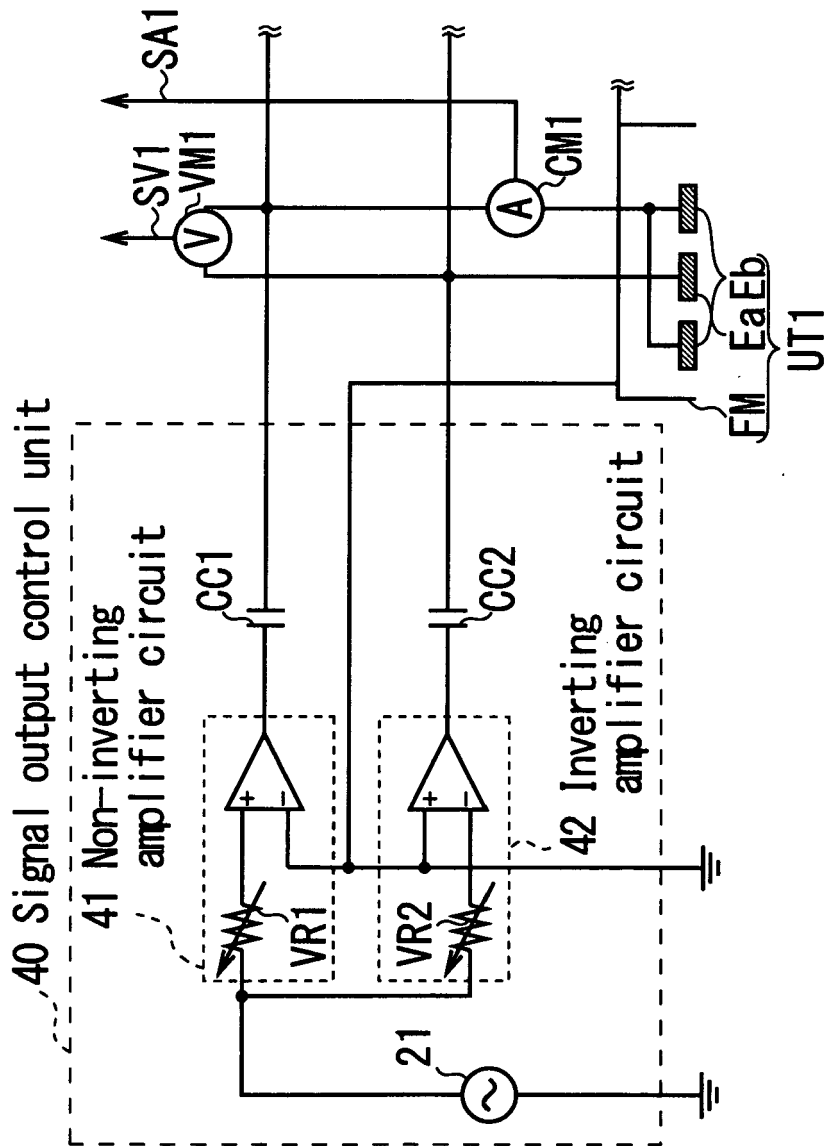 40 Signal output control unit
41 Non-inverting
amplifier circuit
VR1
+
−
CC1
SV1
VM1
V
SA1
21
~
VR2
+
−
CC2
42 Inverting
amplifier circuit
A
CM1
FM
Ea
Eb
UT1